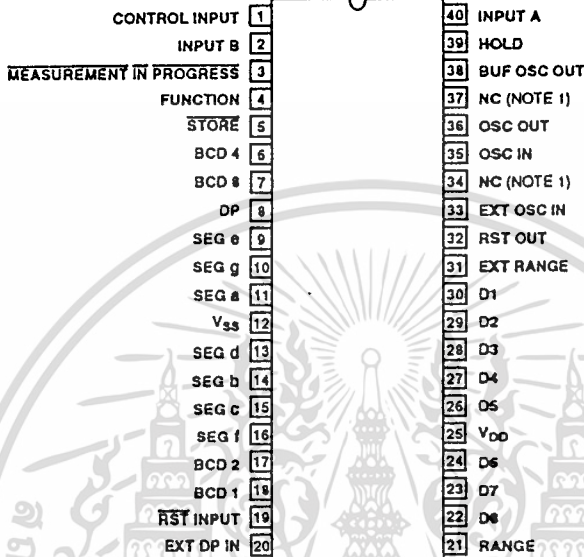 CONTROL INPUT 1
INPUT B 2
MEASUREMENT IN PROGRESS 3
FUNCTION 4
STORE 5
BCD 4 6
BCD 8 7
DP 8
SEG e 9
SEG g 10
SEG a 11
VSS 12
SEG d 13
SEG b 14
SEG c 15
SEG f 16
BCD 2 17
BCD 1 18
RST INPUT 19
EXT DP IN 20
40 INPUT A
39 HOLD
38 BUF OSC OUT
37 NC (NOTE 1)
36 OSC OUT
35 OSC IN
34 NC (NOTE 1)
33 EXT OSC IN
32 RST OUT
31 EXT RANGE
30 D1
29 D2
28 D3
27 D4
26 D5
25 VDD
24 D6
23 D7
22 D8
21 RANGE